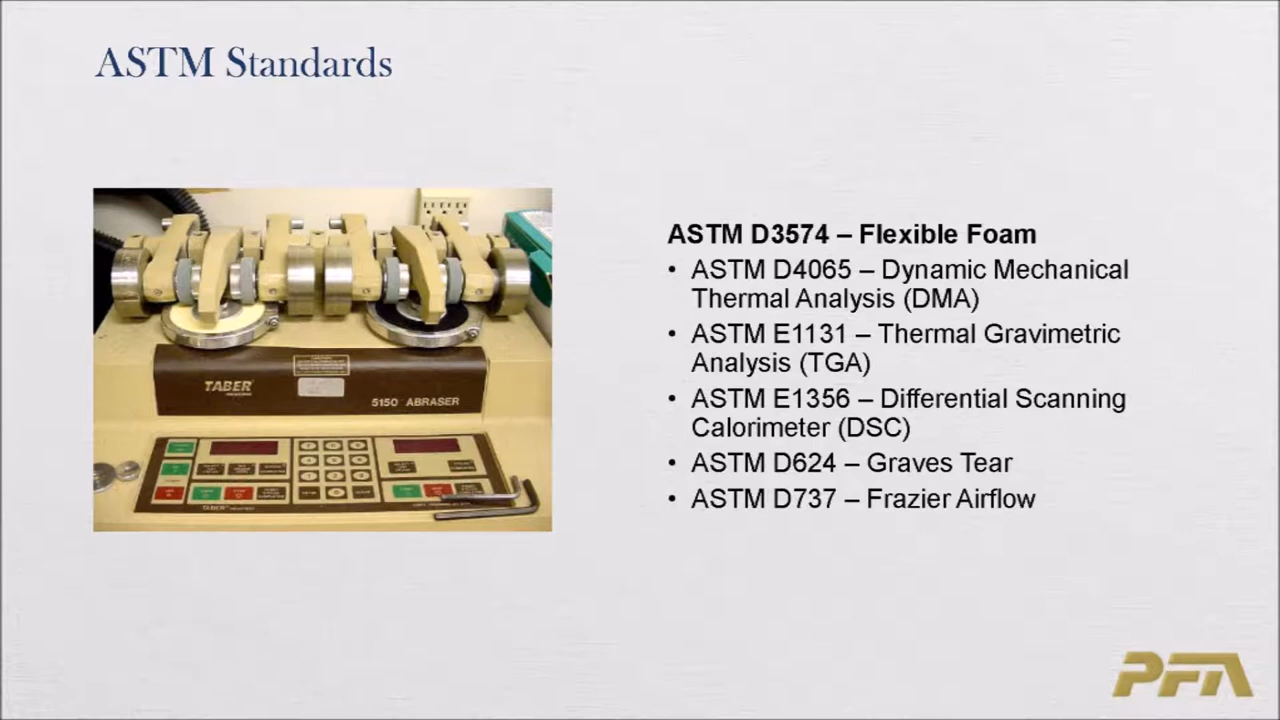 ASTM Standards
TABER
5150 ABRASER
ASTM D3574 – Flexible Foam
• ASTM D4065 – Dynamic Mechanical
Thermal Analysis (DMA)
• ASTM E1131 – Thermal Gravimetric
Analysis (TGA)
• ASTM E1356 – Differential Scanning
Calorimeter (DSC)
• ASTM D624 – Graves Tear
• ASTM D737 – Frazier Airflow
PFA